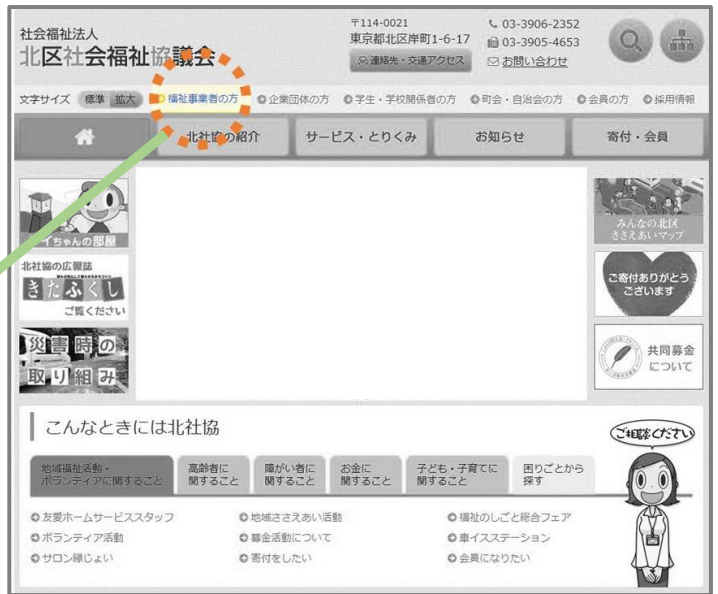 社会福祉法人
北区社会福祉協議会
〒114-0021
東京都北区岸町1-6-17
連絡先・交通アクセス
03-3906-2352
03-3905-4653
お問い合わせ
文字サイズ 標準 拡大
福祉事業者の方 企業団体の方 学生・学校関係者の方 町会・自治会の方 会員の方 採用情報
北社協の紹介 サービス・とりくみ お知らせ 寄付・会員
イちゃんの部屋
北社協の広報誌
きたふくし
ご覧ください
災害時の
取り組み
みんなの北区
ささえあいマップ
ご寄付ありがとう
ございます
共同募金
について
こんなときには北社協
ご相談ください
地域福祉活動・
ボランティアに関すること
高齢者に
関すること
障がい者に
関すること
お金に
関すること
子ども・子育てに
関すること
困りごとから
探す
友愛ホームサービススタッフ 地域ささえあい活動 福祉のしごと総合フェア
ボランティア活動 募金活動について 車イスステーション
サロン縁じょい 寄付をしたい 会員になりたい